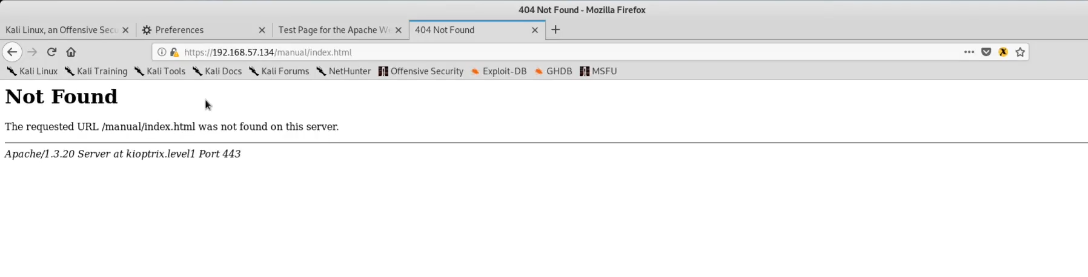 404 Not Found - Mozilla Firefox
Kali Linux, an Offensive Secu Preferences Test Page for the Apache W 404 Not Found
https://192.168.57.134/manual/index.html
Kali Linux Kali Training Kali Tools Kali Docs Kali Forums NetHunter Offensive Security Exploit-DB GHDB MSFU
Not Found
The requested URL /manual/index.html was not found on this server.
Apache/1.3.20 Server at kioptrix.level1 Port 443